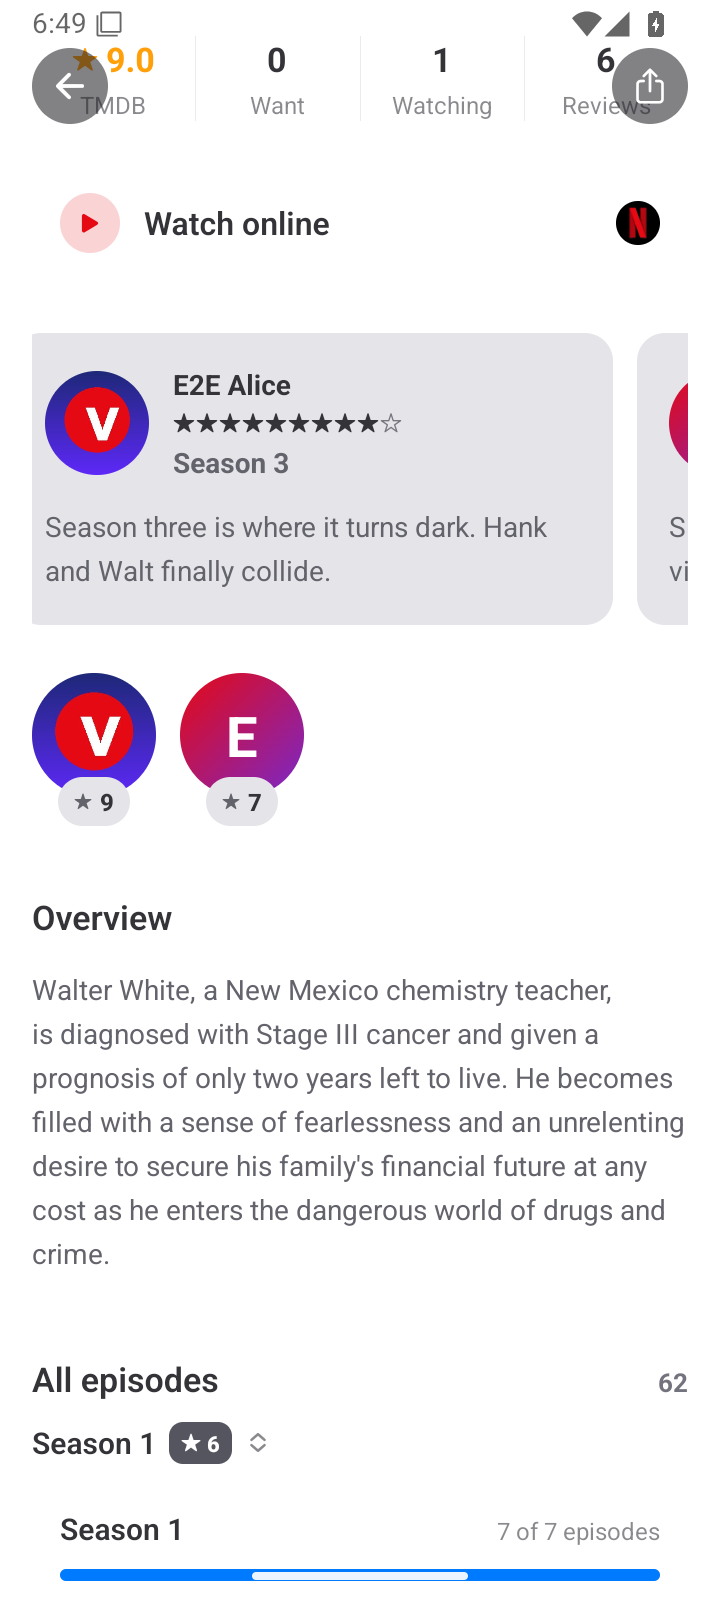 6:49
★ 9.0
TMDB
0
Want
1
Watching
6
Reviews
Watch online
N
V
E2E Alice
★★★★★★★★★☆
Season 3
Season three is where it turns dark. Hank
and Walt finally collide.
S
vi
V
★ 9
E
★ 7
Overview
Walter White, a New Mexico chemistry teacher,
is diagnosed with Stage III cancer and given a
prognosis of only two years left to live. He becomes
filled with a sense of fearlessness and an unrelenting
desire to secure his family's financial future at any
cost as he enters the dangerous world of drugs and
crime.
All episodes
62
Season 1 ★ 6
Season 1
7 of 7 episodes